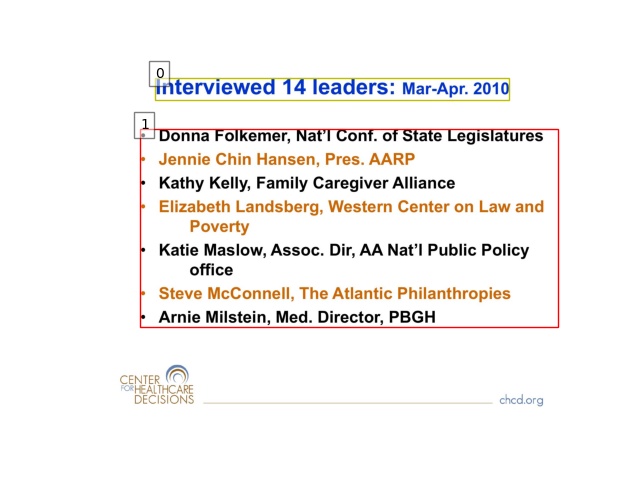 0
Interviewed 14 leaders: Mar-Apr. 2010
1
• Donna Folkemer, Nat’l Conf. of State Legislatures
• Jennie Chin Hansen, Pres. AARP
• Kathy Kelly, Family Caregiver Alliance
• Elizabeth Landsberg, Western Center on Law and
Poverty
• Katie Maslow, Assoc. Dir, AA Nat’l Public Policy
office
• Steve McConnell, The Atlantic Philanthropies
• Arnie Milstein, Med. Director, PBGH
CENTER
FOR HEALTHCARE
DECISIONS
chcd.org